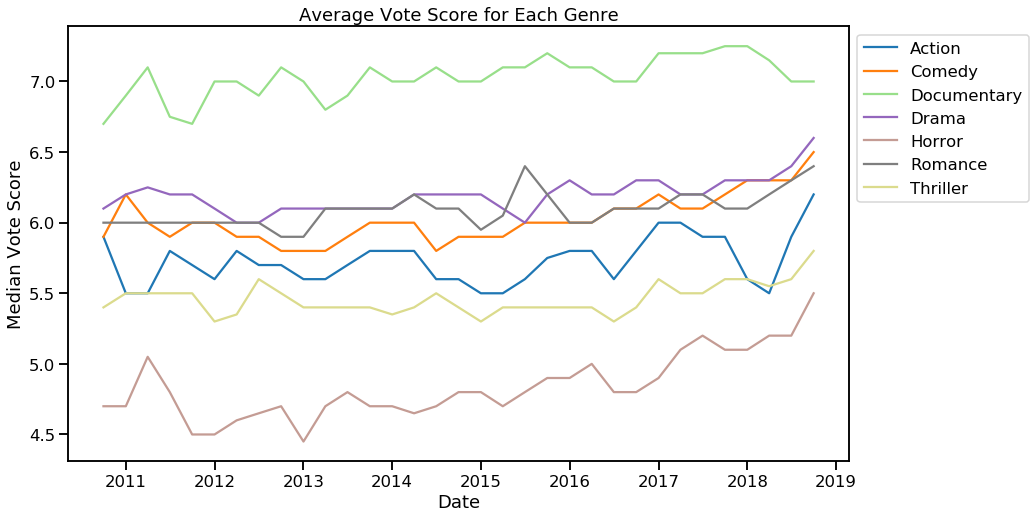 Average Vote Score for Each Genre
Median Vote Score
7.0
6.5
6.0
5.5
5.0
4.5
2011 2012 2013 2014 2015 2016 2017 2018 2019
Date
Action
Comedy
Documentary
Drama
Horror
Romance
Thriller